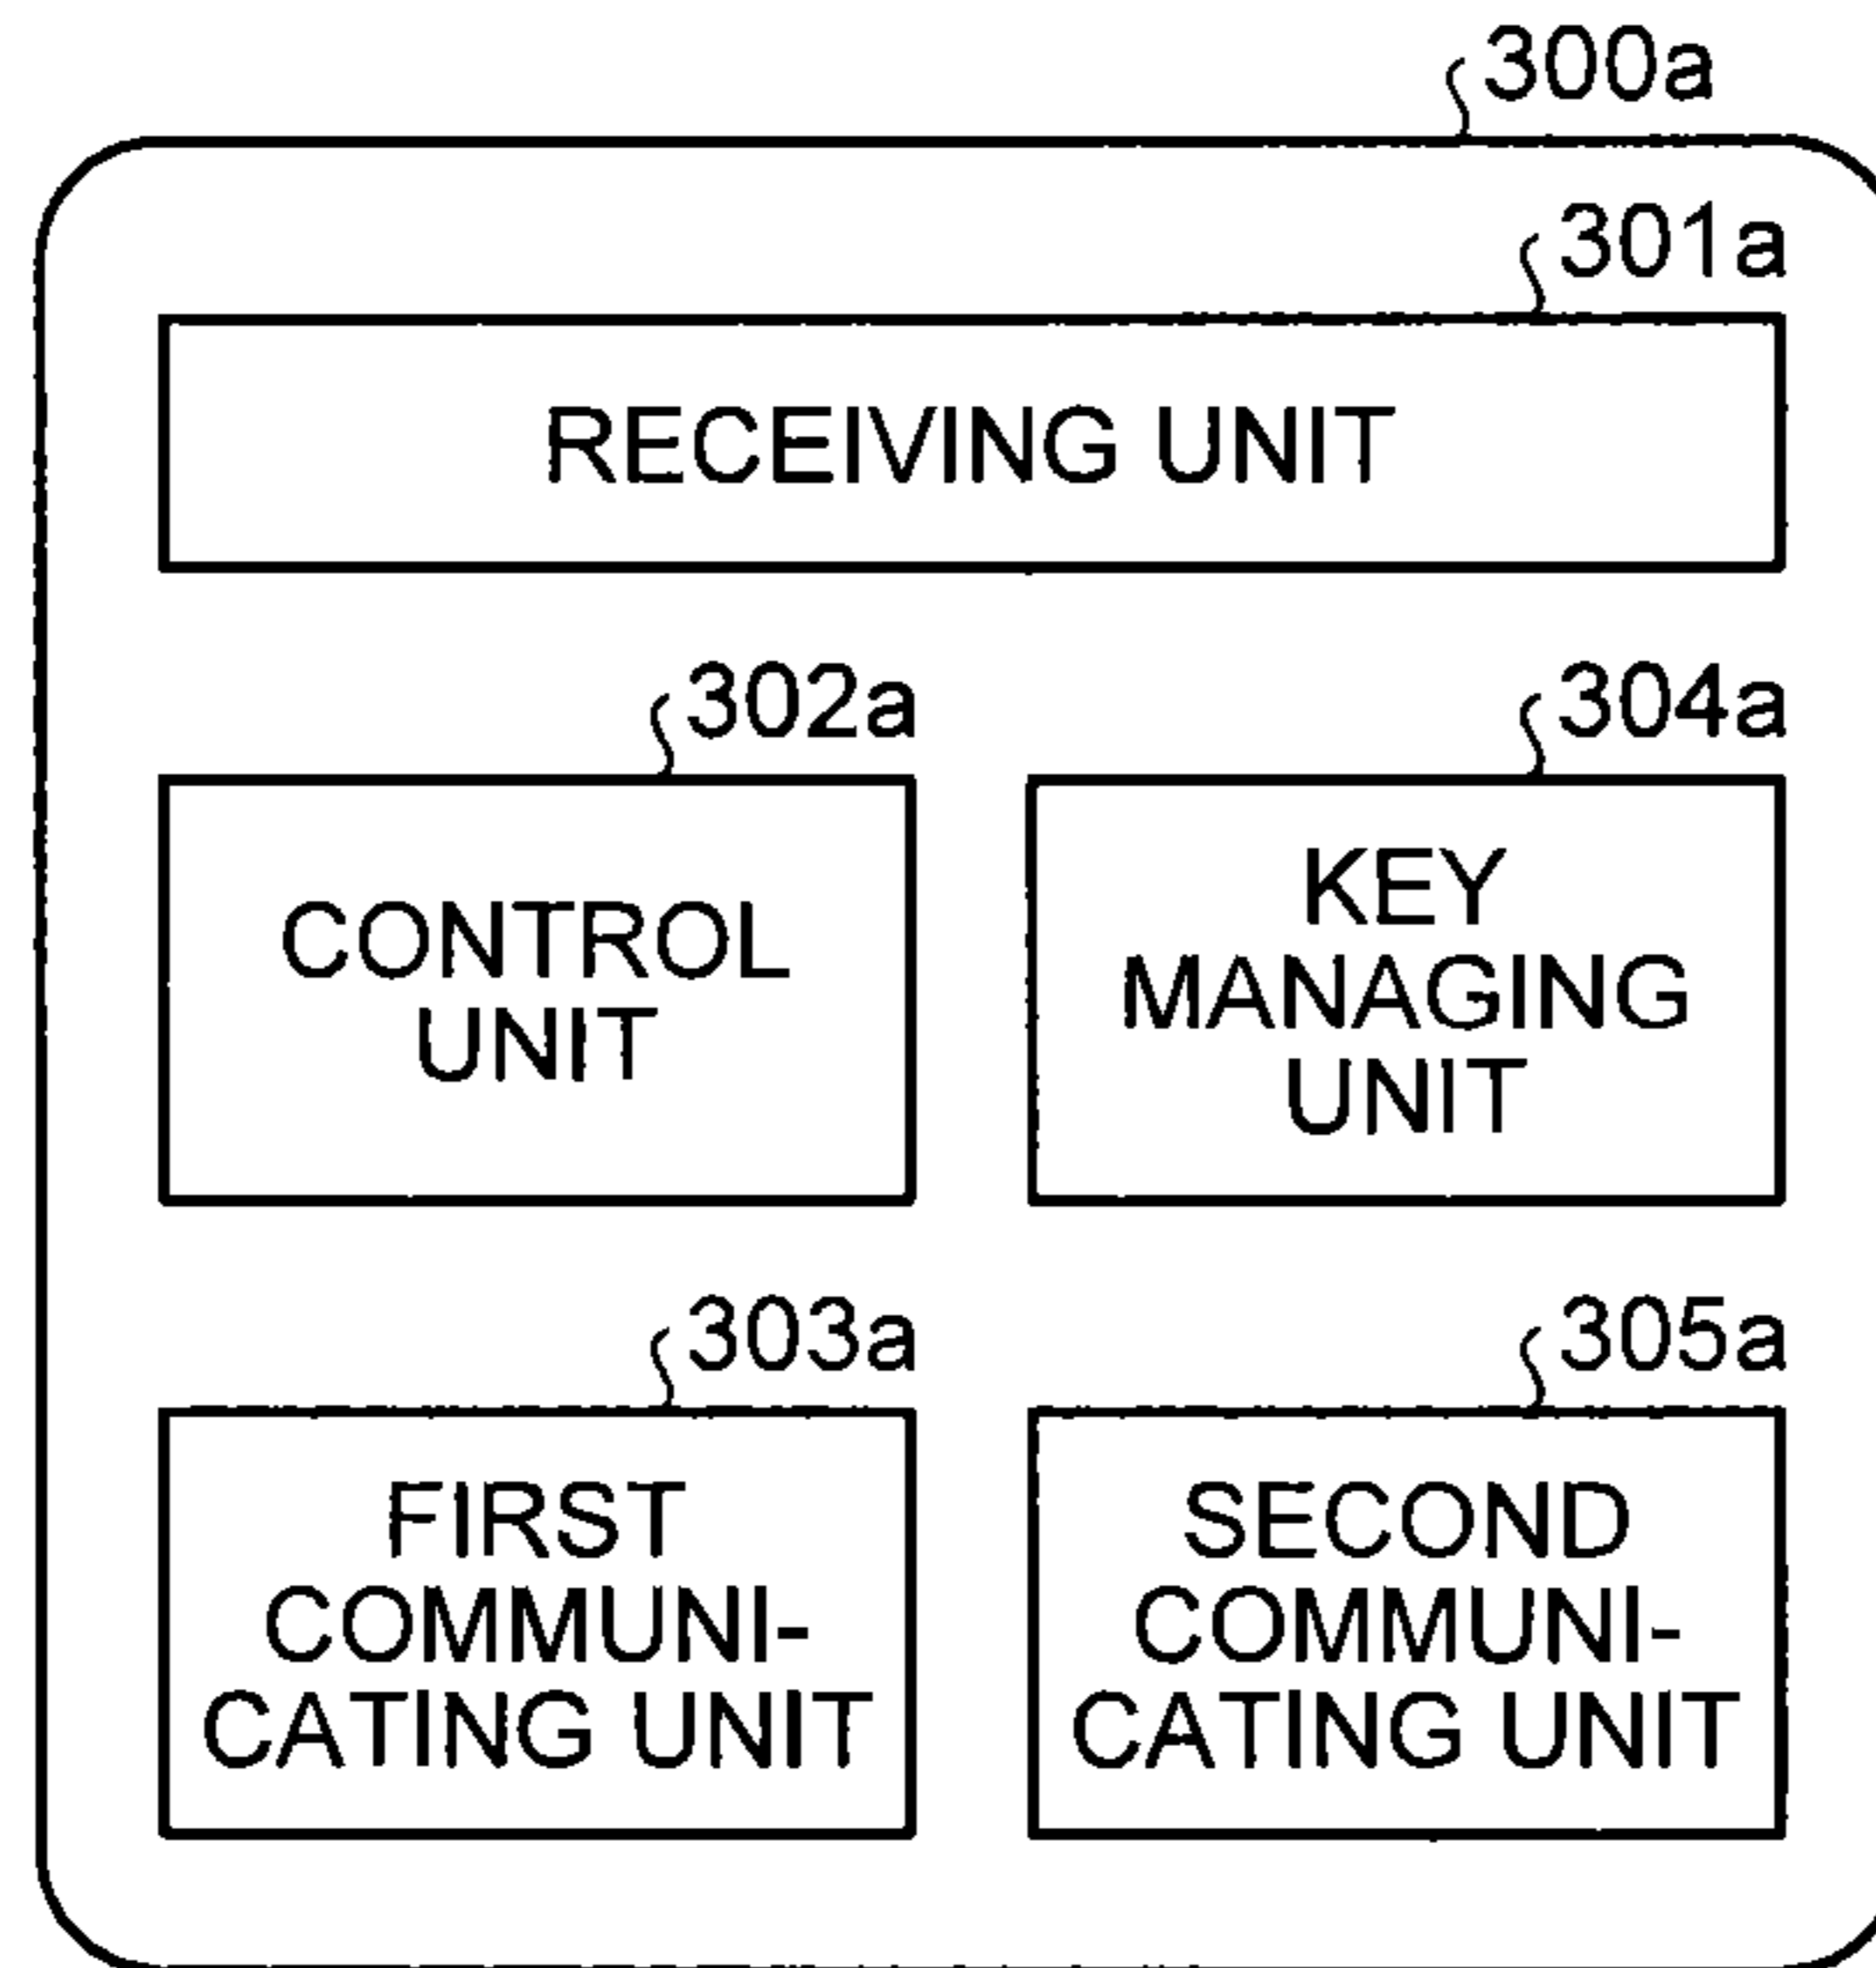 300a
301a
RECEIVING UNIT
302a
CONTROL
UNIT
304a
KEY
MANAGING
UNIT
303a
FIRST
COMMUNI-
CATING UNIT
305a
SECOND
COMMUNI-
CATING UNIT